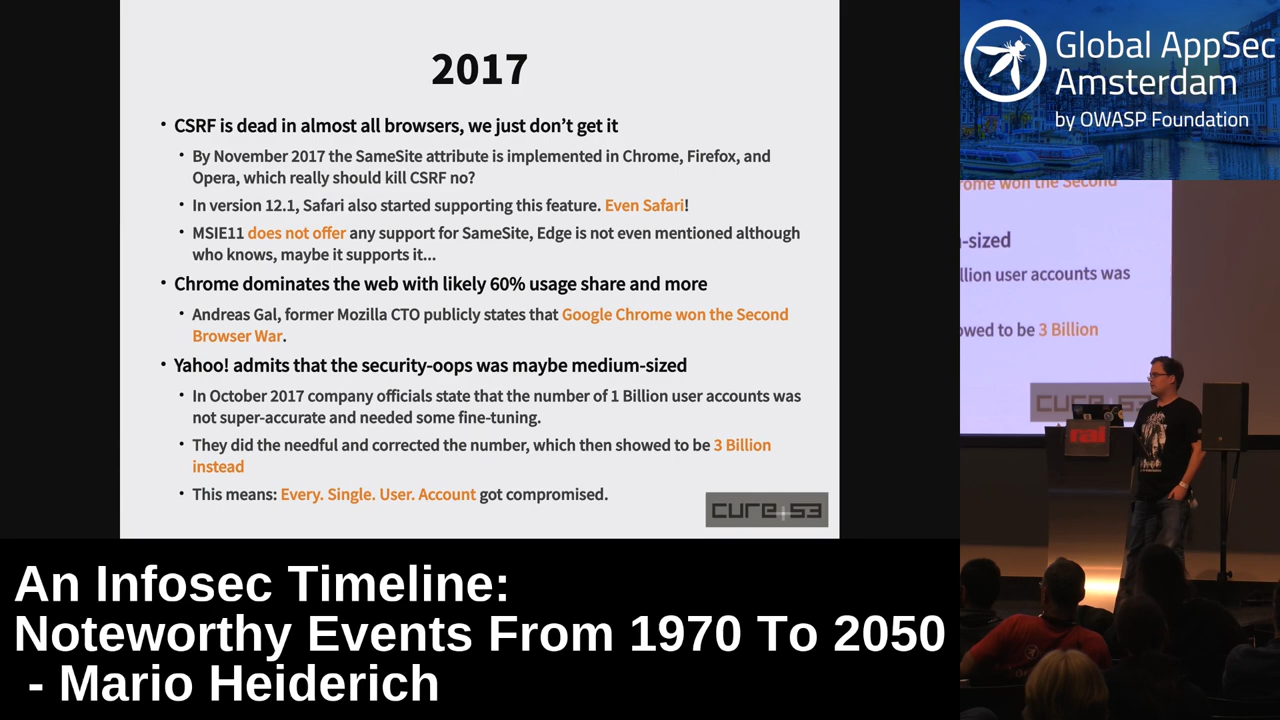 2017
• CSRF is dead in almost all browsers, we just don’t get it
• By November 2017 the SameSite attribute is implemented in Chrome, Firefox, and
Opera, which really should kill CSRF no?
• In version 12.1, Safari also started supporting this feature. Even Safari!
• MSIE11 does not offer any support for SameSite, Edge is not even mentioned although
who knows, maybe it supports it...
• Chrome dominates the web with likely 60% usage share and more
• Andreas Gal, former Mozilla CTO publicly states that Google Chrome won the Second
Browser War.
• Yahoo! admits that the security-oops was maybe medium-sized
• In October 2017 company officials state that the number of 1 Billion user accounts was
not super-accurate and needed some fine-tuning.
• They did the needful and corrected the number, which then showed to be 3 Billion
instead
• This means: Every. Single. User. Account got compromised.
cure53
Global AppSec
Amsterdam
by OWASP Foundation
rome won the Second
-sized
llion user accounts was
owed to be 3 Billion
cure53
rai
An Infosec Timeline:
Noteworthy Events From 1970 To 2050
- Mario Heiderich